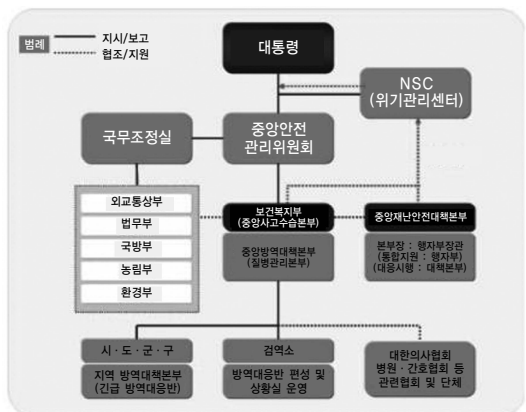 범례
지시/보고
협조/지원
대통령
NSC
(위기관리센터)
국무조정실
중앙안전
관리위원회
외교통상부
법무부
국방부
농림부
환경부
보건복지부
(중앙사고수습본부)
중앙방역대책본부
(질병관리본부)
중앙재난안전대책본부
본부장 : 행자부장관
(통합지원 : 행자부)
(대응시행 : 대책본부)
시 · 도 · 군 · 구
지역 방역대책본부
(긴급 방역대응반)
검역소
방역대응반 편성 및
상황실 운영
대한의사협회
병원 · 간호협회 등
관련협회 및 단체